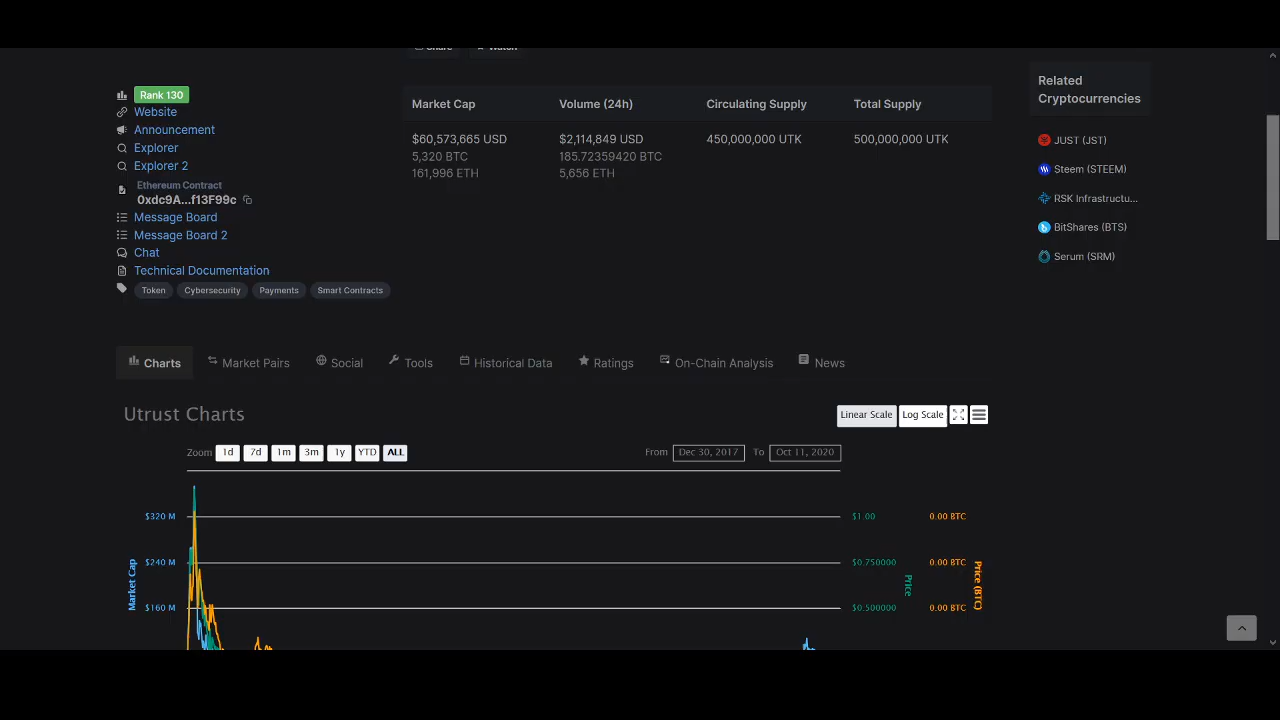 Share Watch
Rank 130
Website
Announcement
Explorer
Explorer 2
Ethereum Contract
0xdc9A...f13F99c
Message Board
Message Board 2
Chat
Technical Documentation
Token Cybersecurity Payments Smart Contracts
Market Cap Volume (24h) Circulating Supply Total Supply
$60,573,665 USD $2,114,849 USD 450,000,000 UTK 500,000,000 UTK
5,320 BTC 185.72359420 BTC
161,996 ETH 5,656 ETH
Related
Cryptocurrencies
JUST (JST)
Steem (STEEM)
RSK Infrastructu...
BitShares (BTS)
Serum (SRM)
Charts Market Pairs Social Tools Historical Data Ratings On-Chain Analysis News
Utrust Charts
Linear Scale Log Scale
Zoom 1d 7d 1m 3m 1y YTD ALL From Dec 30, 2017 To Oct 11, 2020
$320 M $1.00 0.00 BTC
$240 M $0.750000 0.00 BTC
$160 M $0.500000 0.00 BTC
Market Cap
Price
Price (BTC)